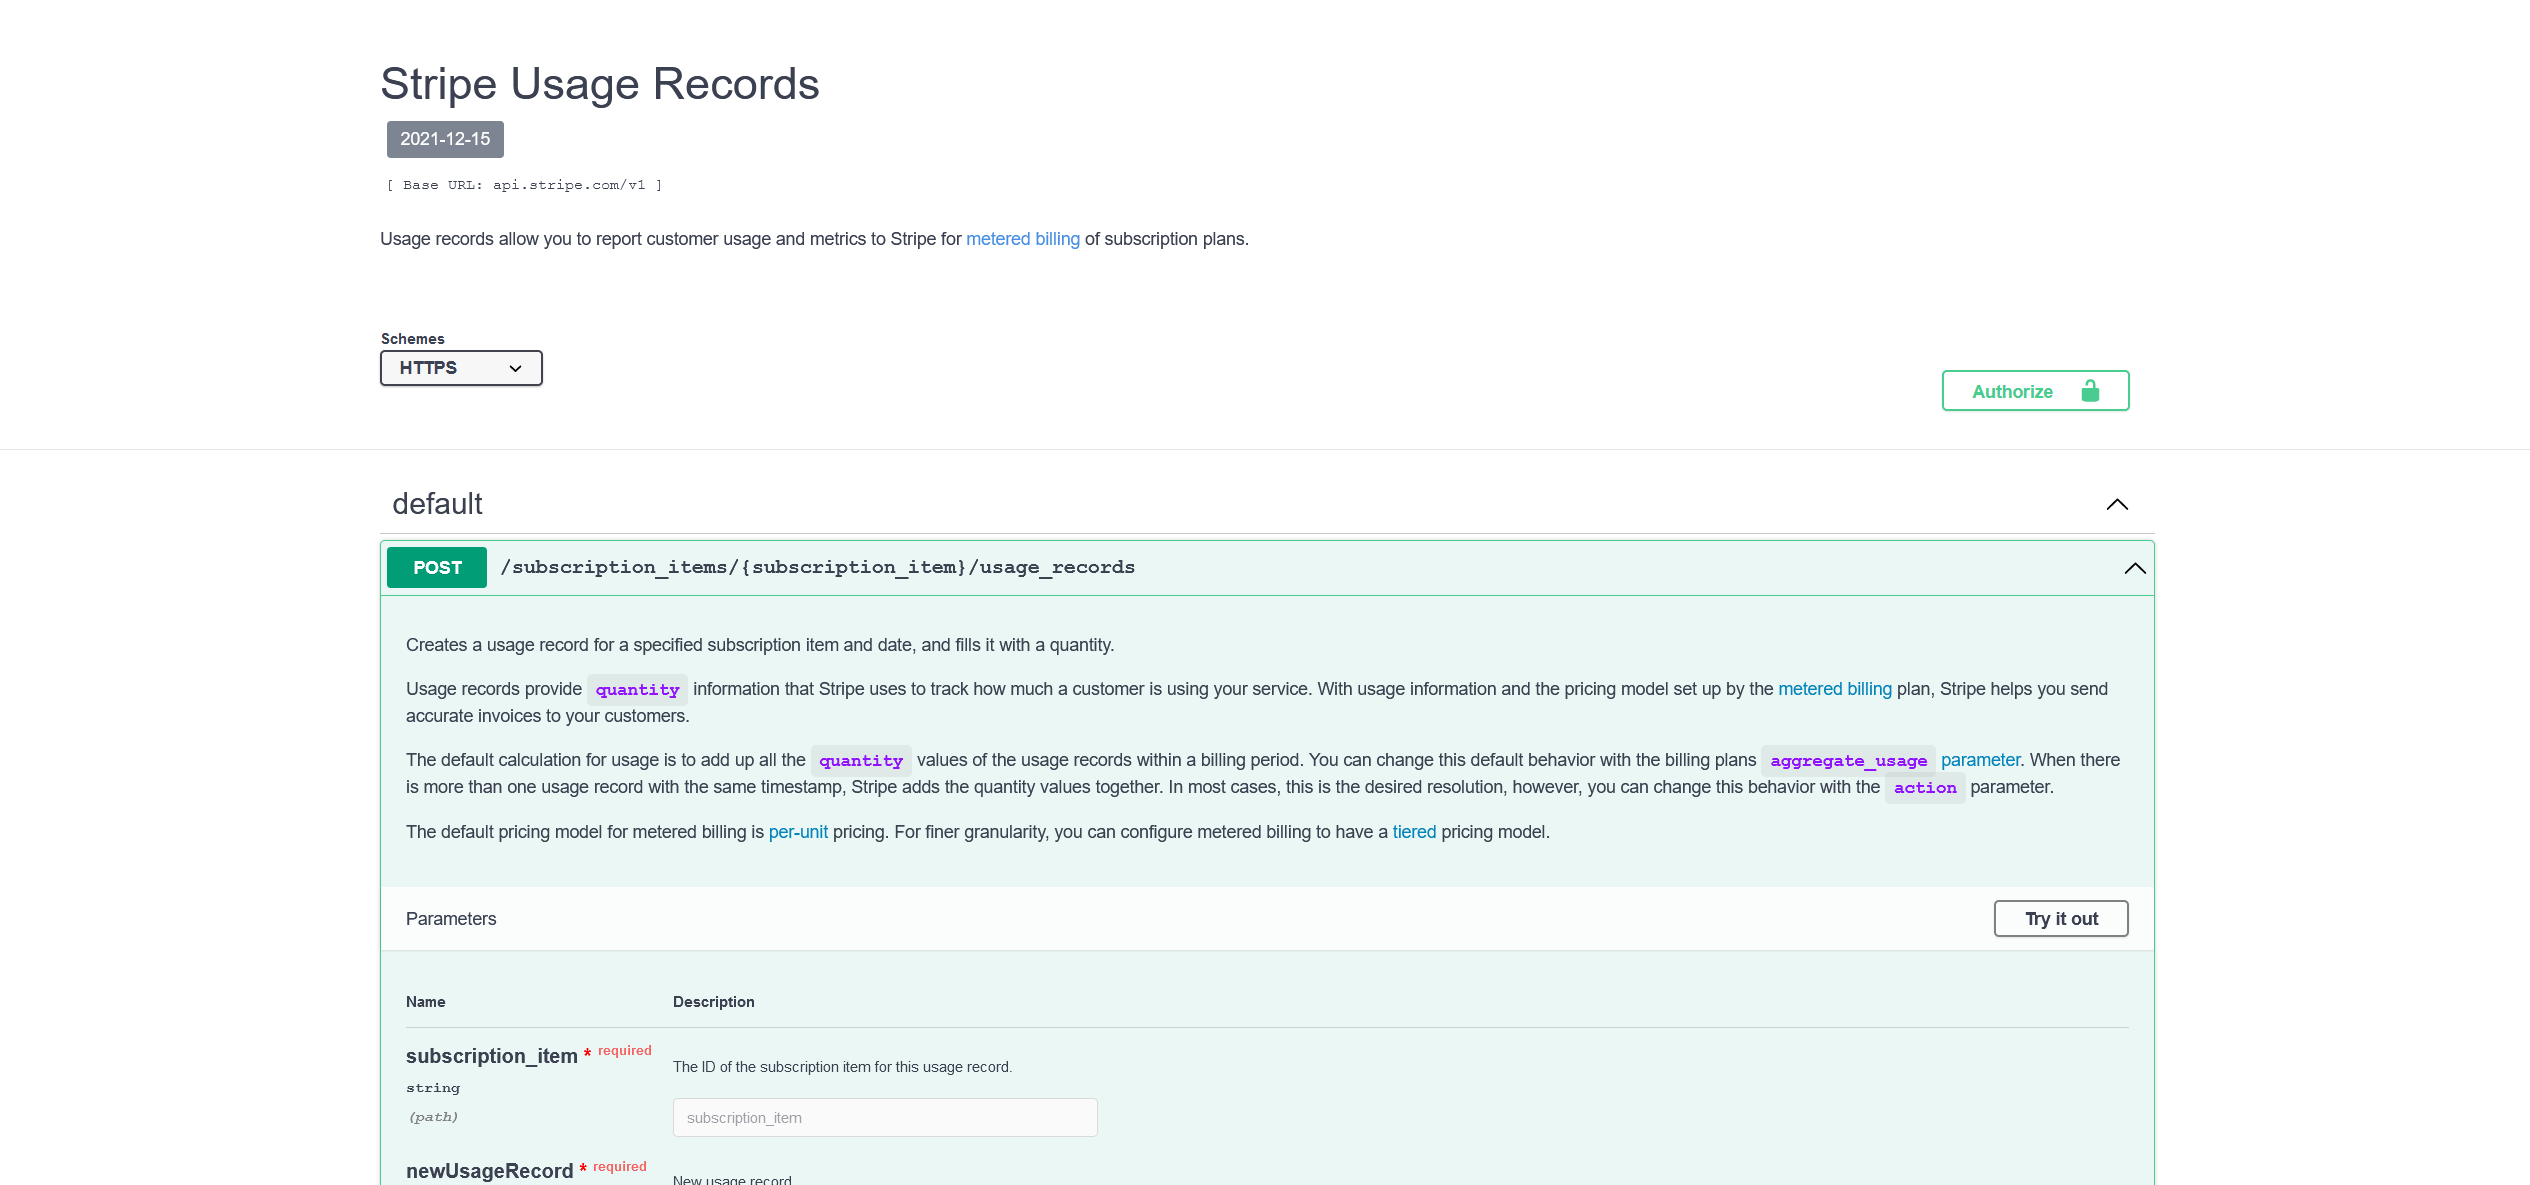 Stripe Usage Records
2021-12-15
[ Base URL: api.stripe.com/v1 ]
Usage records allow you to report customer usage and metrics to Stripe for metered billing of subscription plans.
Schemes
HTTPS
Authorize
default
POST /subscription_items/{subscription_item}/usage_records
Creates a usage record for a specified subscription item and date, and fills it with a quantity.
Usage records provide quantity information that Stripe uses to track how much a customer is using your service. With usage information and the pricing model set up by the metered billing plan, Stripe helps you send
accurate invoices to your customers.
The default calculation for usage is to add up all the quantity values of the usage records within a billing period. You can change this default behavior with the billing plans aggregate_usage parameter. When there
is more than one usage record with the same timestamp, Stripe adds the quantity values together. In most cases, this is the desired resolution, however, you can change this behavior with the action parameter.
The default pricing model for metered billing is per-unit pricing. For finer granularity, you can configure metered billing to have a tiered pricing model.
Parameters
Try it out
Name Description
subscription_item * required
The ID of the subscription item for this usage record.
string
(path)
subscription_item
newUsageRecord * required
New usage record